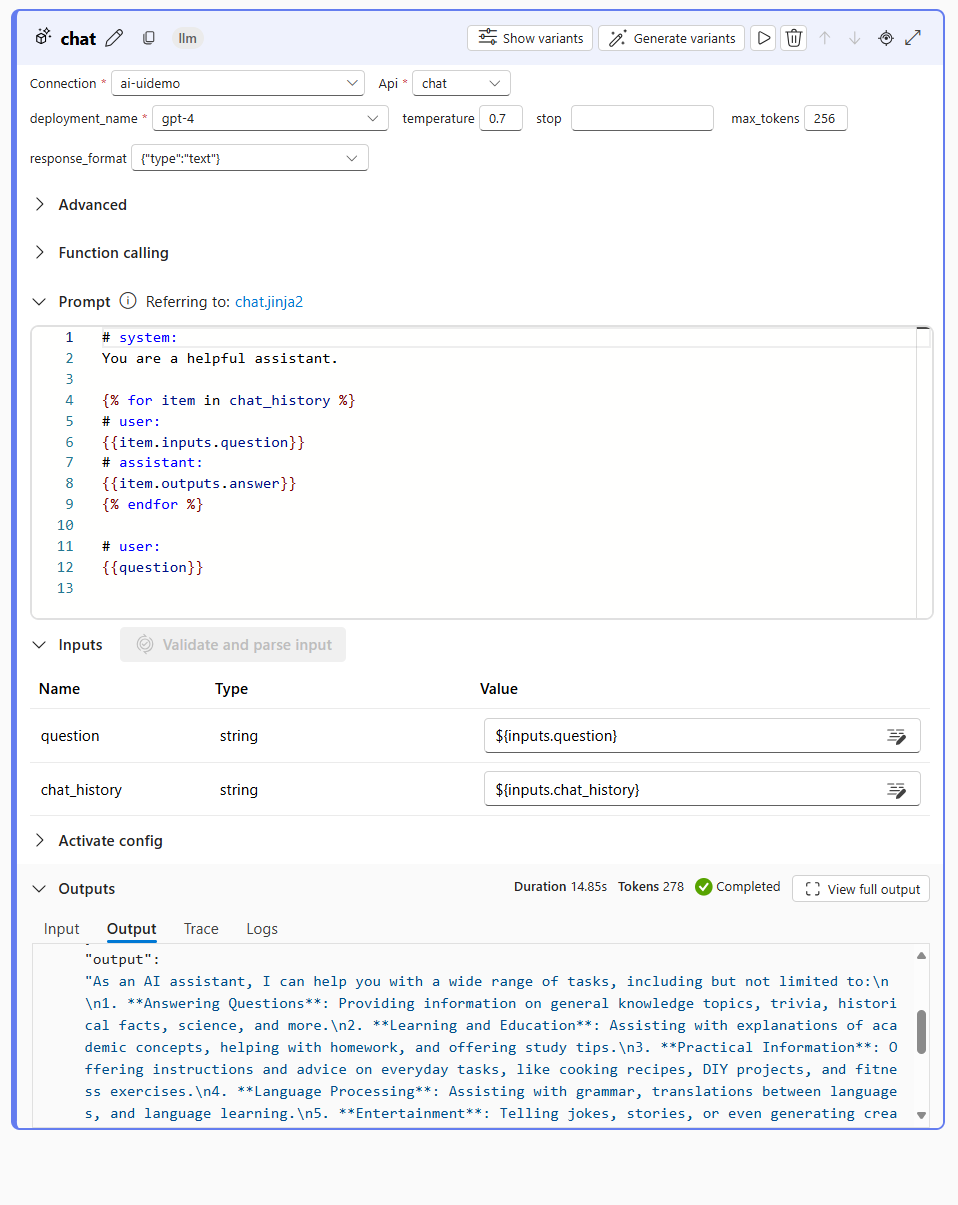 chat llm Show variants Generate variants
Connection * ai-uidemo Api * chat
deployment_name * gpt-4 temperature 0.7 stop max_tokens 256
response_format {"type":"text"}
Advanced
Function calling
Prompt Referring to: chat.jinja2
1 # system:
2 You are a helpful assistant.
3
4 {% for item in chat_history %}
5 # user:
6 {{item.inputs.question}}
7 # assistant:
8 {{item.outputs.answer}}
9 {% endfor %}
10
11 # user:
12 {{question}}
13
Inputs Validate and parse input
Name Type Value
question string ${inputs.question}
chat_history string ${inputs.chat_history}
Activate config
Outputs Duration 14.85s Tokens 278 Completed View full output
Input Output Trace Logs
"output":
"As an AI assistant, I can help you with a wide range of tasks, including but not limited to:\n
\n1. **Answering Questions**: Providing information on general knowledge topics, trivia, histori
cal facts, science, and more.\n2. **Learning and Education**: Assisting with explanations of aca
demic concepts, helping with homework, and offering study tips.\n3. **Practical Information**: O
ffering instructions and advice on everyday tasks, like cooking recipes, DIY projects, and fitne
ss exercises.\n4. **Language Processing**: Assisting with grammar, translations between language
s, and language learning.\n5. **Entertainment**: Telling jokes, stories, or even generating crea